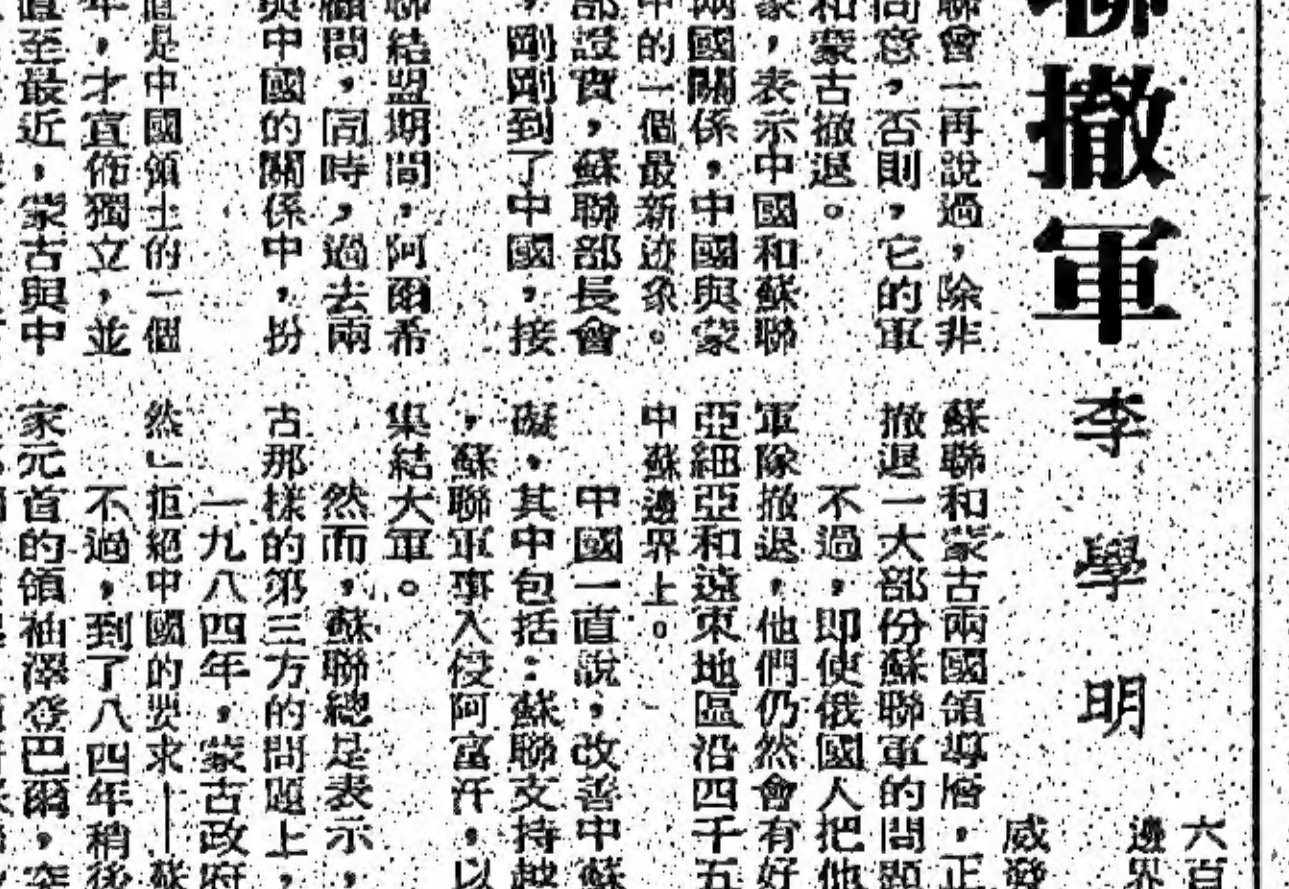 聯撤軍
李學明
聯會一再說過，除非
同意，否則，它的軍
和蒙古撤退。
，表示中國和蘇聯
兩國關係，中國與蒙
中的一個最新迹象。
部證實，蘇聯部長會
，剛剛到了中國，接
聯結盟期間，阿爾希
顧問，同時，過去兩
與中國的關係中，扮
直是中國領土的一個
年，才宣佈獨立，並
直至最近，蒙古與中
六百
邊界
威發
蘇聯和蒙古兩國領導層，正
撤退一大部份蘇聯軍的問題
不過，即使俄國人把他
軍隊撤退，他們仍然會有好
亞細亞和遠東地區沿四千五
中蘇邊界上。
中國一直說，改善中蘇
礙，其中包括：蘇聯支持越
，蘇聯軍事入侵阿富汗，以
集結大軍。
然而，蘇聯總是表示，
古那樣的第三方的問題上，
一九八四年，蒙古政府
然」拒絕中國的要求——蘇
不過，到了八四年稍後
家元首的領袖澤登巴爾，突